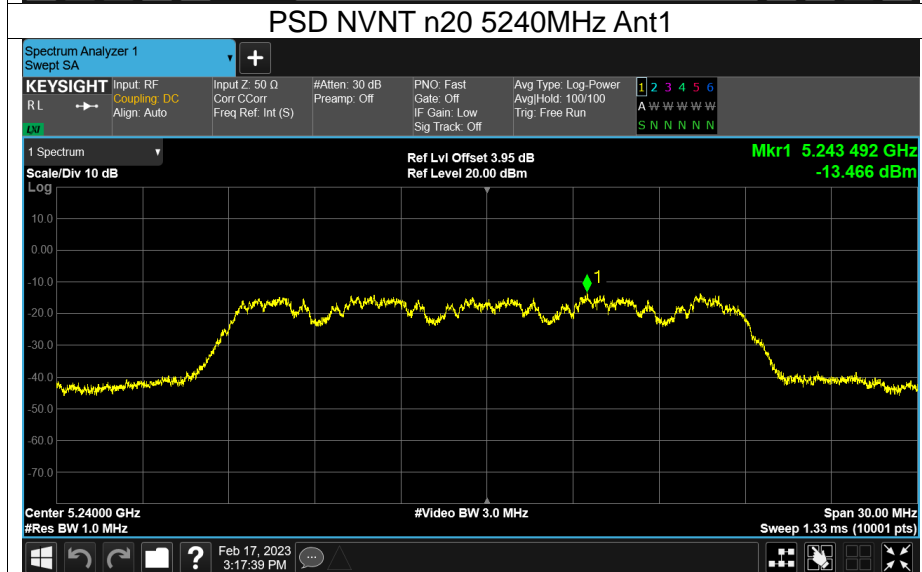 PSD NVNT n20 5240MHz Ant1
Spectrum Analyzer 1
Swept SA
KEYSIGHT
R L
LXI
Input: RF
Coupling: DC
Align: Auto
Input Z: 50 Ω
Corr CCorr
Freq Ref: Int (S)
#Atten: 30 dB
Preamp: Off
PNO: Fast
Gate: Off
IF Gain: Low
Sig Track: Off
Avg Type: Log-Power
Avg|Hold: 100/100
Trig: Free Run
1 2 3 4 5 6
A W W W W W
S N N N N N
1 Spectrum
Scale/Div 10 dB
Ref Lvl Offset 3.95 dB
Ref Level 20.00 dBm
Mkr1 5.243 492 GHz
-13.466 dBm
Log
10.0
0.00
-10.0
-20.0
-30.0
-40.0
-50.0
-60.0
-70.0
1
Center 5.24000 GHz
#Res BW 1.0 MHz
#Video BW 3.0 MHz
Span 30.00 MHz
Sweep 1.33 ms (10001 pts)
?
Feb 17, 2023
3:17:39 PM